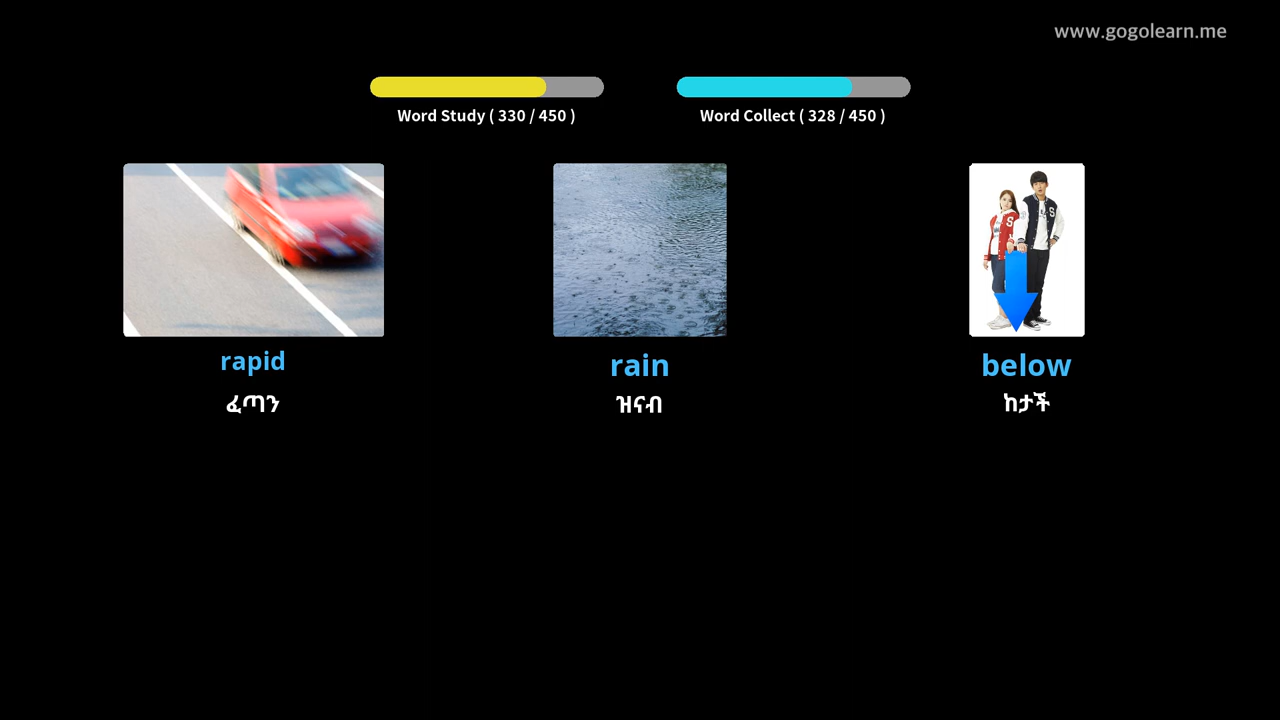 www.gogolearn.me
Word Study ( 330 / 450 )
Word Collect ( 328 / 450 )
rapid
ፈጣን
rain
ዝናብ
below
ከታች
S
S